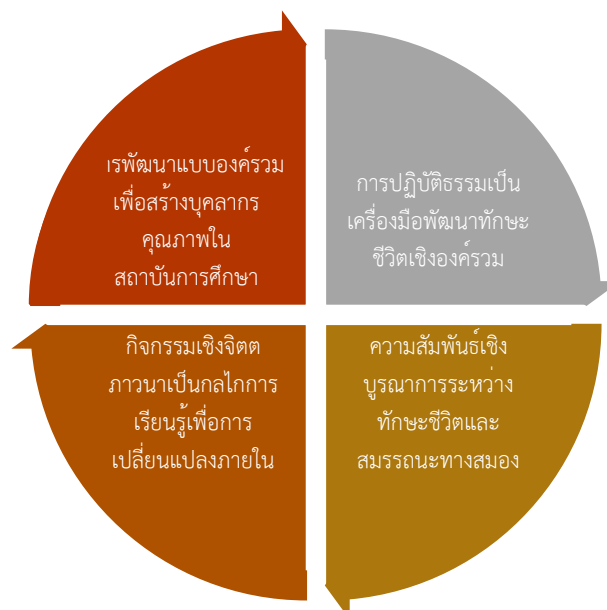 เรพัฒนาแบบองค์รวม
เพื่อสร้างบุคลากร
คุณภาพใน
สถาบันการศึกษา
การปฏิบัติธรรมเป็น
เครื่องมือพัฒนาทักษะ
ชีวิตเชิงองค์รวม
ความสัมพันธ์เชิง
บูรณาการระหว่าง
ทักษะชีวิตและ
สมรรถนะทางสมอง
กิจกรรมเชิงจิตต
ภาวนาเป็นกลไกการ
เรียนรู้เพื่อการ
เปลี่ยนแปลงภายใน